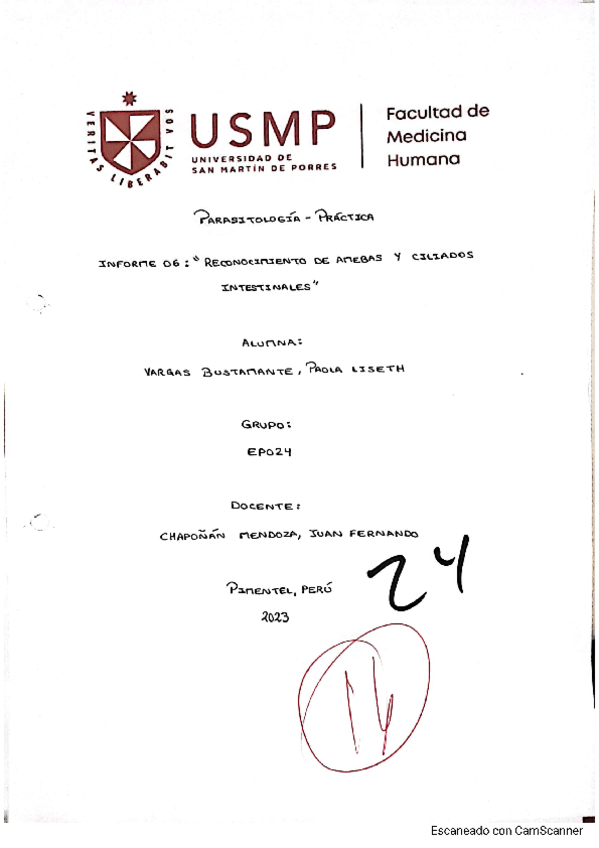 VERITAS LIBERABIT VOS
USMP
UNIVERSIDAD DE
SAN MARTÍN DE PORRES
Facultad de
Medicina
Humana
PARASITOLOGÍA - PRÁCTICA
INFORME 06: "RECONOCIMIENTO DE AMEBAS Y CILIADOS
INTESTINALES"
ALUMNA:
VARGAS BUSTAMANTE, PAOLA LISETH
GRUPO:
EP024
DOCENTE:
CHAPOÑÁN MENDOZA, JUAN FERNANDO
24
PIMENTEL, PERÚ
2023
Escaneado con CamScanner